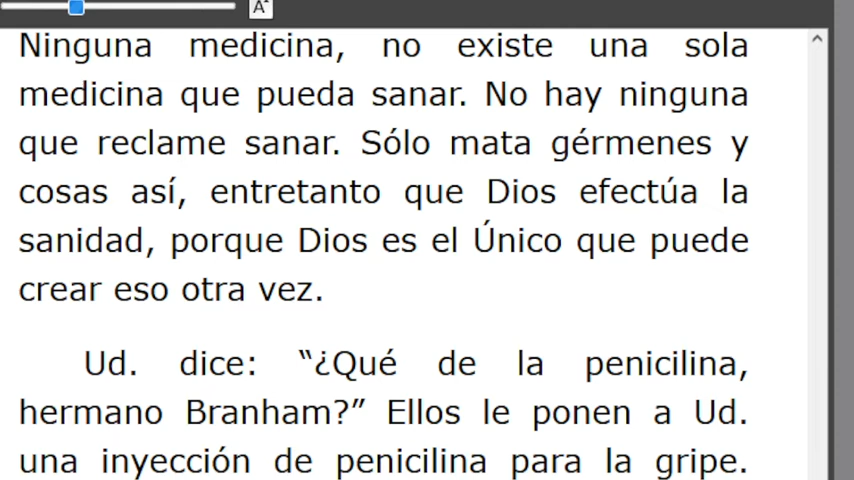 A
Ninguna medicina, no existe una sola
medicina que pueda sanar. No hay ninguna
que reclame sanar. Sólo mata gérmenes y
cosas así, entretanto que Dios efectúa la
sanidad, porque Dios es el Único que puede
crear eso otra vez.
Ud. dice: “¿Qué de la penicilina,
hermano Branham?” Ellos le ponen a Ud.
una inyección de penicilina para la gripe.